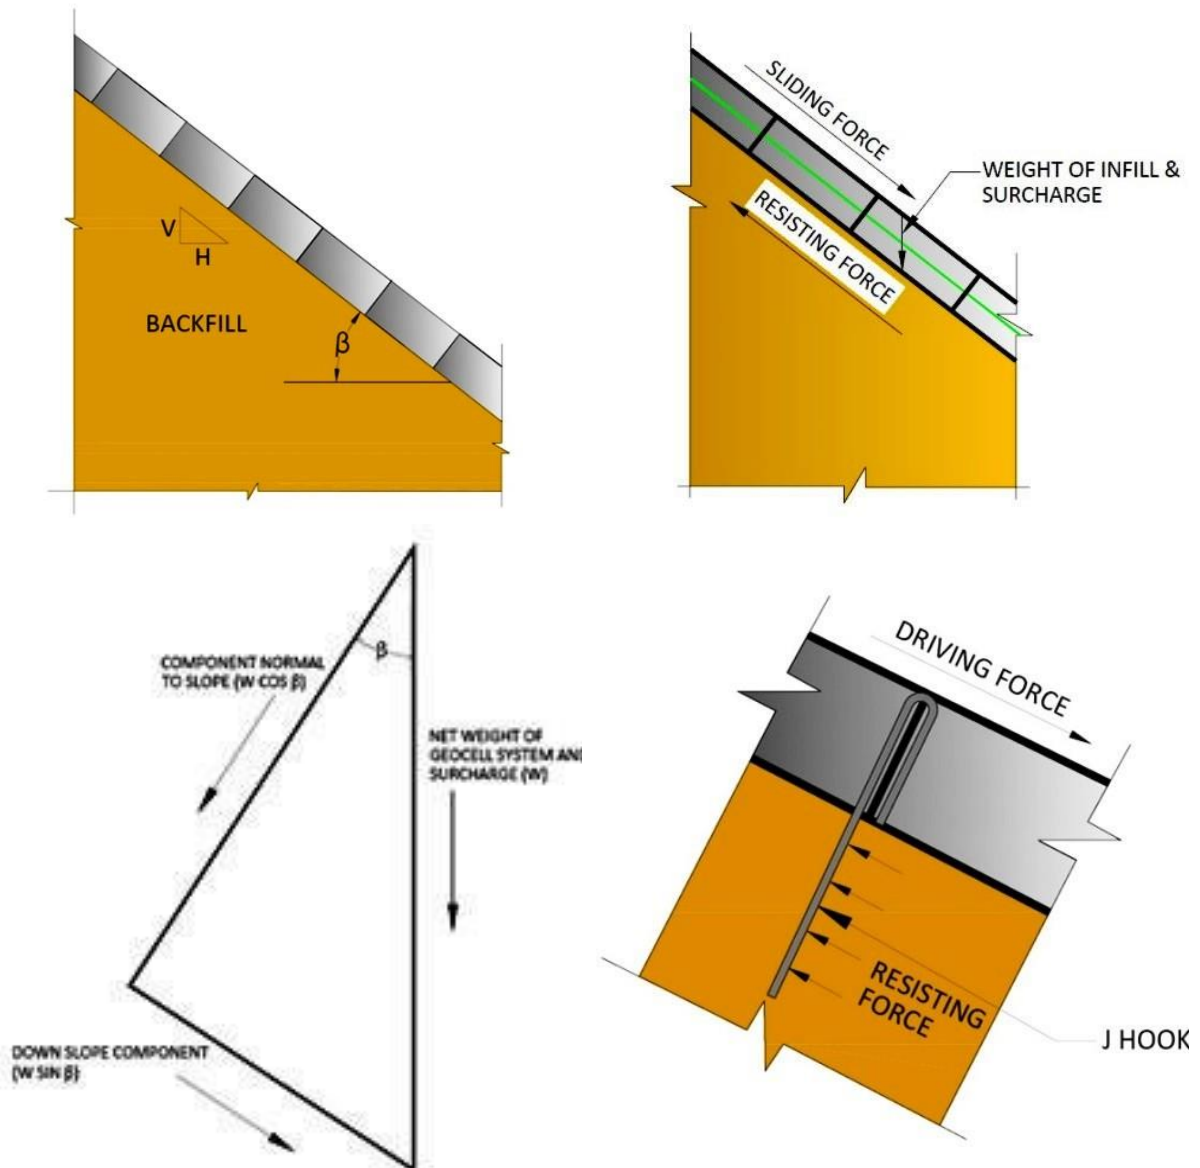 V
H
BACKFILL
β
SLIDING FORCE
RESISTING FORCE
WEIGHT OF INFILL &
SURCHARGE
COMPONENT NORMAL
TO SLOPE (W COS β)
β
NET WEIGHT OF
GEOCELL SYSTEM AND
SURCHARGE (W)
DOWN SLOPE COMPONENT
(W SIN β)
DRIVING FORCE
RESISTING
FORCE
J HOOK